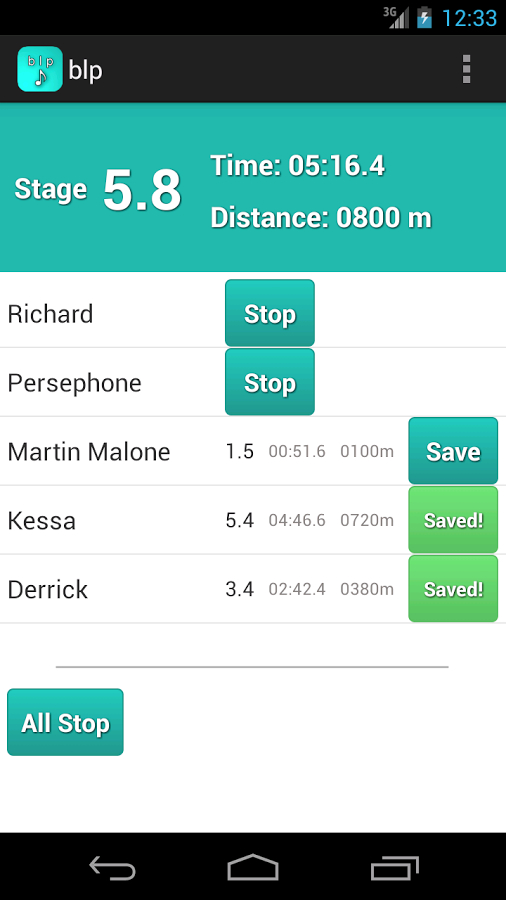 3G 12:33
blp blp
Stage 5.8
Time: 05:16.4
Distance: 0800 m
Richard Stop
Persephone Stop
Martin Malone 1.5 00:51.6 0100m Save
Kessa 5.4 04:46.6 0720m Saved!
Derrick 3.4 02:42.4 0380m Saved!
All Stop